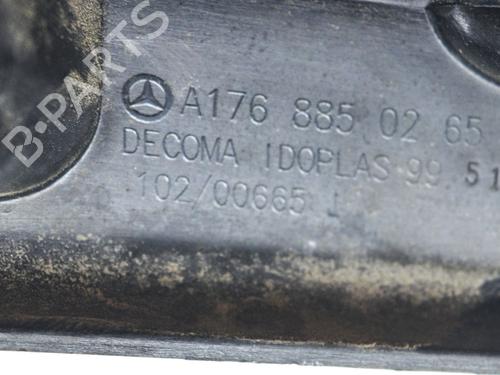 B-PARTS
A176 885 02 65
DECOMA IDOPLAS 99 51
102/00665 L